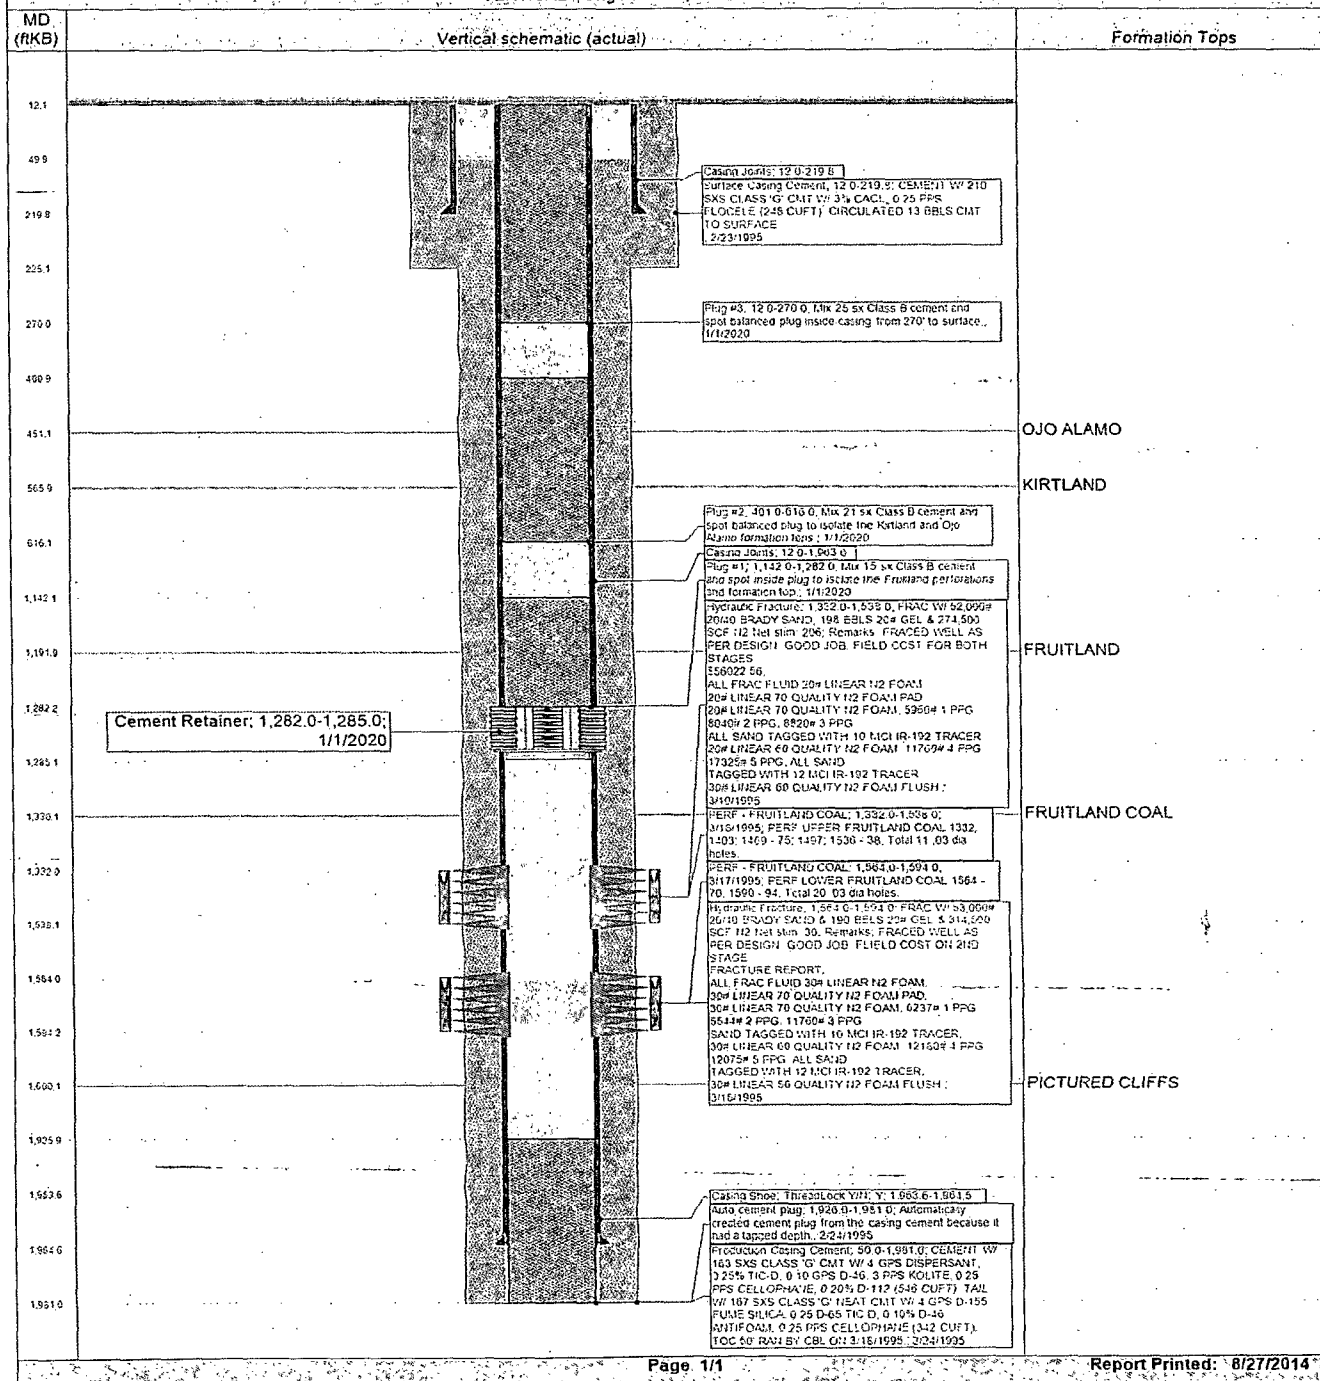 MD
(ftKB)
Vertical schematic (actual)
Formation Tops
12.1
49.9
219.8
225.1
270.0
400.9
451.1
565.9
616.1
1,142.1
1,191.9
1,282.2
1,285.1
1,332.0
1,538.1
1,564.0
1,594.2
1,660.1
1,925.9
1,963.6
1,964.6
1,981.0
Casing Joints; 12.0-219.8
Surface Casing Cement, 12.0-219.8; CEMENT W/ 210
SXS CLASS 'G' CMT W/ 3% CACL, 0.25 PPS
FLOCELE (248 CUFT) CIRCULATED 13 BBLS CMT
TO SURFACE
, 2/23/1995
Plug #3, 12.0-270.0, Mix 25 sx Class B cement and
spot balanced plug inside casing from 270' to surface.,
1/1/2020
OJO ALAMO
KIRTLAND
Plug #2, 401.0-616.0, Mix 21 sx Class B cement and
spot balanced plug to isolate the Kirtland and Ojo
Alamo formation tops.; 1/1/2020
Casing Joints; 12.0-1,963.6
Plug #1; 1,142.0-1,282.0, Mix 15 sx Class B cement
and spot inside plug to isolate the Fruitland perforations
and formation top.; 1/1/2020
Hydraulic Fracture; 1,332.0-1,538.0, FRAC W/ 52,000#
20/40 BRADY SAND, 198 BBLS 20# GEL & 274,500
SCF N2 Net stim: 206; Remarks: FRACED WELL AS
PER DESIGN. GOOD JOB. FIELD COST FOR BOTH
STAGES
$56022.56,
ALL FRAC FLUID 20# LINEAR N2 FOAM
20# LINEAR 70 QUALITY N2 FOAM PAD
20# LINEAR 70 QUALITY N2 FOAM, 5960# 1 PPG
8040# 2 PPG, 8820# 3 PPG
ALL SAND TAGGED WITH 10 MCI IR-192 TRACER
20# LINEAR 60 QUALITY N2 FOAM 11760# 4 PPG
17325# 5 PPG, ALL SAND
TAGGED WITH 12 MCI IR-192 TRACER
30# LINEAR 60 QUALITY N2 FOAM FLUSH ;
FRUITLAND
Cement Retainer; 1,282.0-1,285.0;
1/1/2020
FRUITLAND COAL
PERF - FRUITLAND COAL; 1,332.0-1,538.0;
3/18/1995; PERF UPPER FRUITLAND COAL 1332,
1403; 1469 - 75; 1497; 1536 - 38. Total 11 .03 dia
holes.
PERF - FRUITLAND COAL; 1,564.0-1,594.0,
3/17/1995; PERF LOWER FRUITLAND COAL 1564 -
70, 1590 - 94. Total 20 .03 dia holes.
Hydraulic Fracture, 1,564.0-1,594.0; FRAC W/ 53,000#
20/40 BRADY SAND & 190 BBLS GEL & 314,500
SCF N2 Net stim: 30. Remarks; FRACED WELL AS
PER DESIGN. GOOD JOB FLIELD COST ON 2ND
STAGE
FRACTURE REPORT,
ALL FRAC FLUID 30# LINEAR N2 FOAM,
30# LINEAR 70 QUALITY N2 FOAM PAD,
30# LINEAR 70 QUALITY N2 FOAM, 6237# 1 PPG
5544# 2 PPG, 11760# 3 PPG
SAND TAGGED WITH 10 MCI IR-192 TRACER,
30# LINEAR 60 QUALITY N2 FOAM 4 PPG
12075# 5 PPG ALL SAND
TAGGED WITH 12 MCI IR-192 TRACER,
30# LINEAR 50 QUALITY N2 FOAM FLUSH ;
3/18/1995
PICTURED CLIFFS
Casing Shoe; ThreadLock Y/N; Y; 1,963.6-1,964.5
Auto cement plug; 1,926.0-1,981.0; Automatically
created cement plug from the casing cement because it
had a tagged depth., 2/24/1995
Production Casing Cement; 50.0-1,981.0; CEMENT W/
163 SXS CLASS 'G' CMT W/ 4 GPS DISPERSANT,
0.25% TIC-D, 0.10 GPS D-46, 3 PPS KOLITE, 0.25
PPS CELLOPHANE, 0.20% D-112 (546 CUFT) TAIL
W/ 167 SXS CLASS 'G' NEAT CMT W/ 4 GPS D-155
FUME SILICA, 0.25 D-65 TIC D, 0.10% D-46
ANTIFOAM, 0.25 PPS CELLOPHANE (342 CUFT),
TOC 50' RAN BY CBL ON 3/18/1995.; 2/24/1995
Page 1/1
Report Printed: 8/27/2014